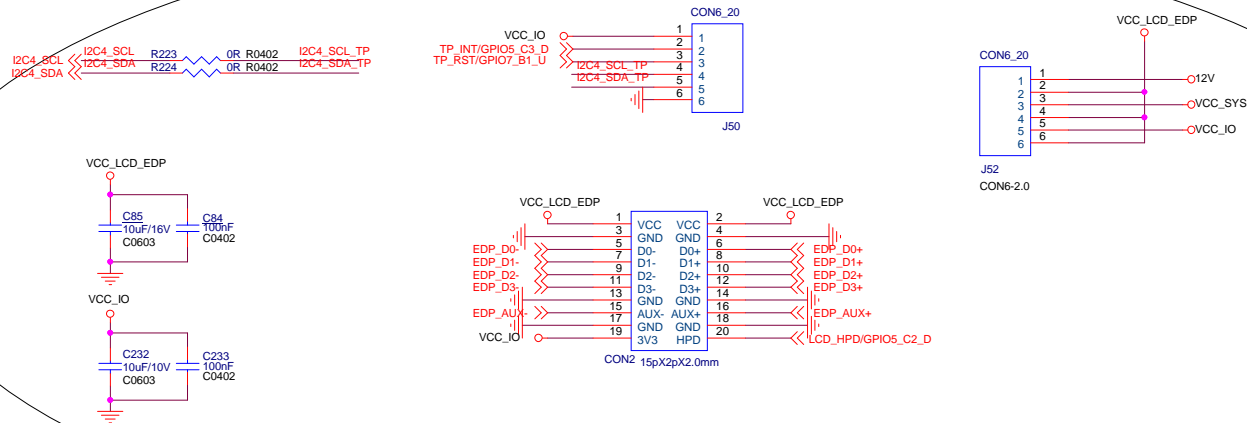 I2C4_SCL I2C4_SCL R223 0R R0402 I2C4_SCL_TP
I2C4_SDA I2C4_SDA R224 0R R0402 I2C4_SDA_TP
CON6_20
VCC_IO 1 1
TP_INT/GPIO5_C3_D 2 2
TP_RST/GPIO7_B1_U 3 3
I2C4_SCL_TP 4 4
I2C4_SDA_TP 5 5
6 6
J50
VCC_LCD_EDP
CON6_20
1 1 12V
2 2
3 3 VCC_SYS
4 4
5 5 VCC_IO
6 6
J52
CON6-2.0
VCC_LCD_EDP
C85 C84
10uF/16V 100nF
C0603 C0402
VCC_IO
C232 C233
10uF/10V 100nF
C0603 C0402
VCC_LCD_EDP VCC_LCD_EDP
1 VCC VCC 2
3 GND GND 4
EDP_D0- 5 D0- D0+ 6 EDP_D0+
EDP_D1- 7 D1- D1+ 8 EDP_D1+
EDP_D2- 9 D2- D2+ 10 EDP_D2+
EDP_D3- 11 D3- D3+ 12 EDP_D3+
13 GND GND 14
EDP_AUX- 15 AUX- AUX+ 16 EDP_AUX+
17 GND GND 18
VCC_IO 19 3V3 HPD 20 LCD_HPD/GPIO5_C2_D
CON2 15pX2pX2.0mm